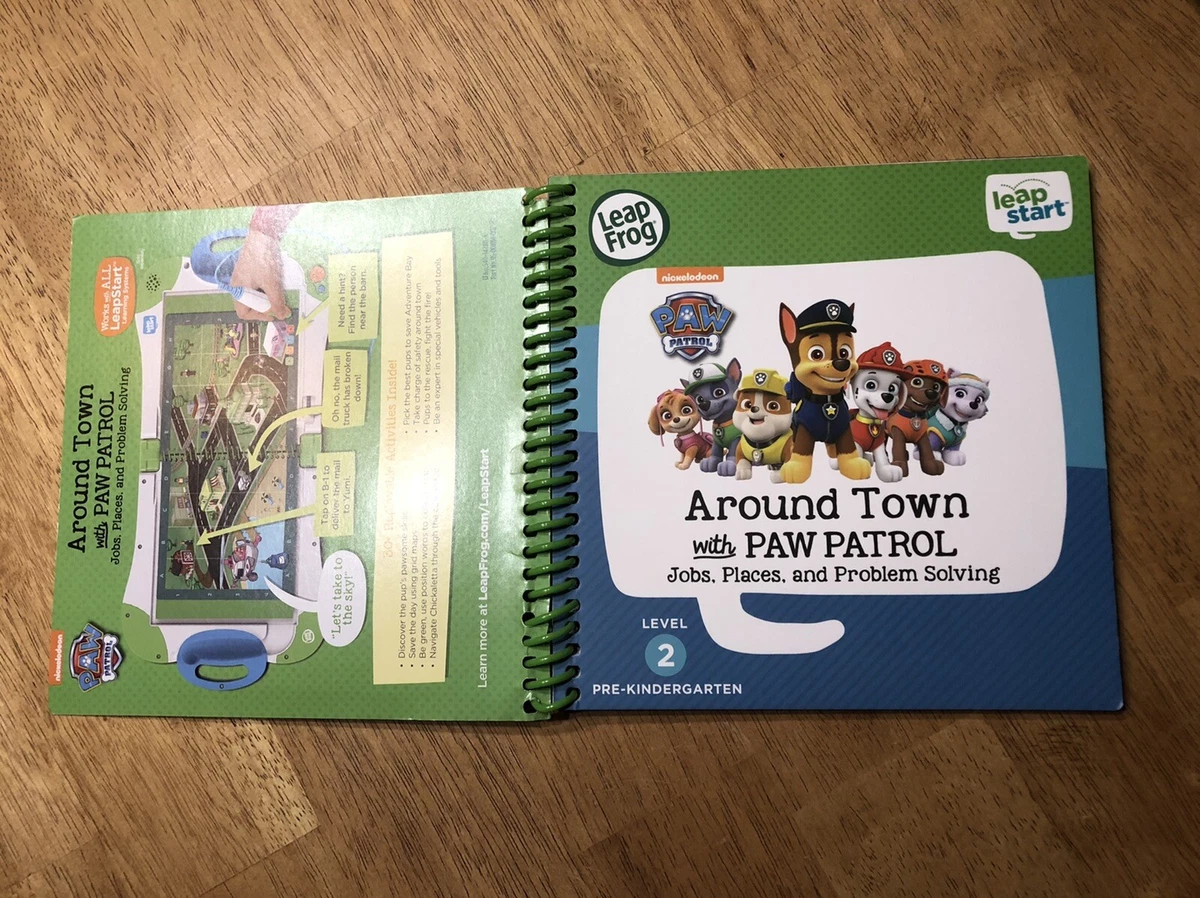 Leap
Frog
leap
start
nickelodeon
PAW
PATROL
Around Town
with PAW PATROL
Jobs, Places, and Problem Solving
LEVEL
2
PRE-KINDERGARTEN
nickelodeon
PAW
PATROL
Around Town
with PAW PATROL
Jobs, Places, and Problem Solving
Works with ALL
LeapStart™
Learning systems
"Let's take to
the sky!"
Tap on B-1 to
deliver the mail
to Yumi.
Oh no, the mail
truck has broken
down!
Need a hint?
Find the person
near the barn.
Activities Inside!
• Discover the pup's pawsome
• Save the day using grid maps
• Be green, use position words
• Navigate Chickaletta through the
• Pick the best pups to save Adventure Bay
• Take charge of safety around town
• Pups to the rescue, fight the fire!
• Be an expert in special vehicles and tools
Learn more at LeapFrog.com/LeapStart